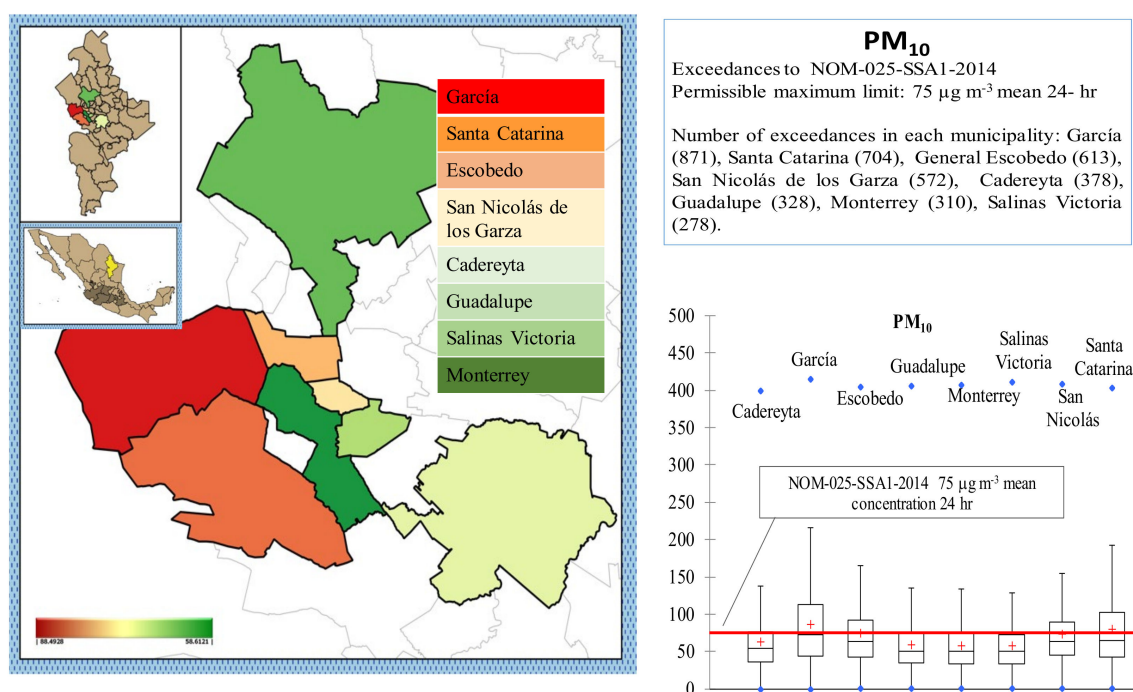 García
Santa Catarina
Escobedo
San Nicolás de
los Garza
Cadereyta
Guadalupe
Salinas Victoria
Monterrey
| 88.4928
58.6121 |
PM10
Exceedances to NOM-025-SSA1-2014
Permissible maximum limit: 75 µg m-3 mean 24- hr
Number of exceedances in each municipality: García
(871), Santa Catarina (704), General Escobedo (613),
San Nicolás de los Garza (572), Cadereyta (378),
Guadalupe (328), Monterrey (310), Salinas Victoria
(278).
PM10
500
450
400
350
300
250
200
150
100
50
0
Cadereyta
García
Escobedo
Guadalupe
Monterrey
Salinas
Victoria
San
Nicolás
Santa
Catarina
NOM-025-SSA1-2014 75 µg m-3 mean
concentration 24 hr